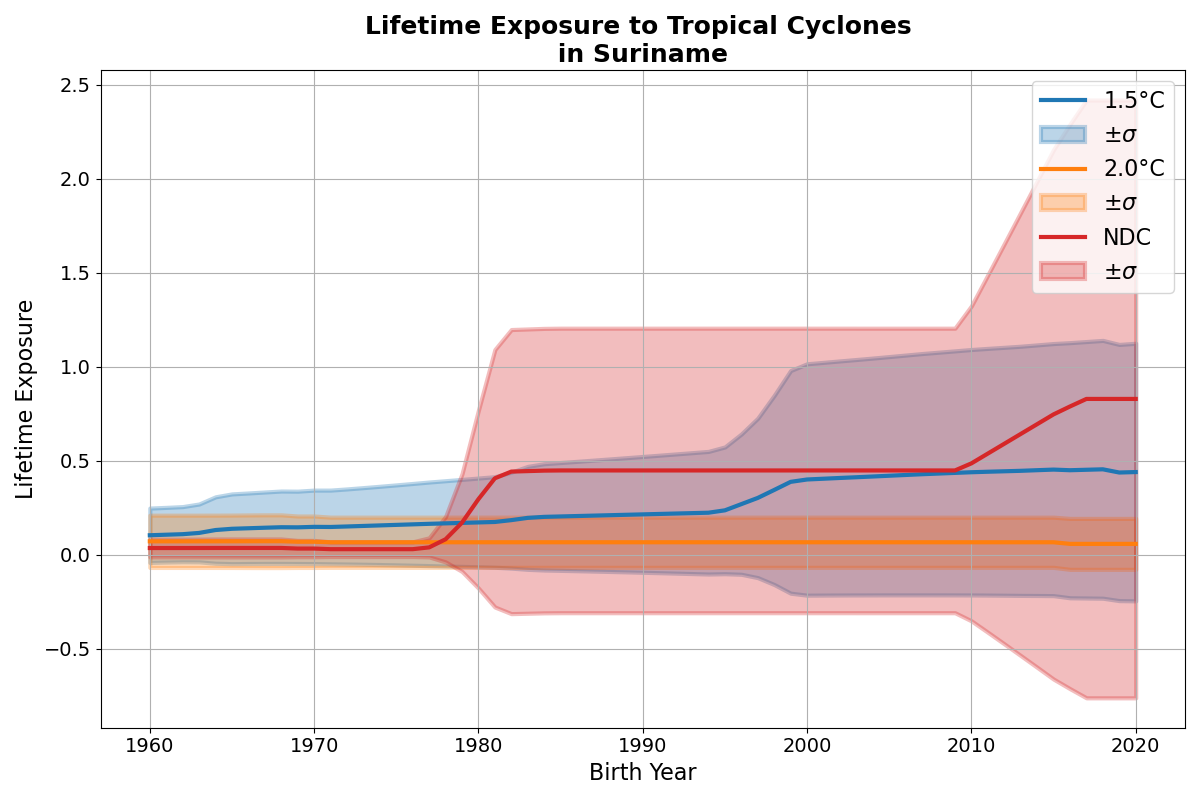 Lifetime Exposure to Tropical Cyclones
in Suriname
2.5
2.0
1.5
1.0
0.5
0.0
−0.5
Lifetime Exposure
1960 1970 1980 1990 2000 2010 2020
Birth Year
1.5°C
±σ
2.0°C
±σ
NDC
±σ